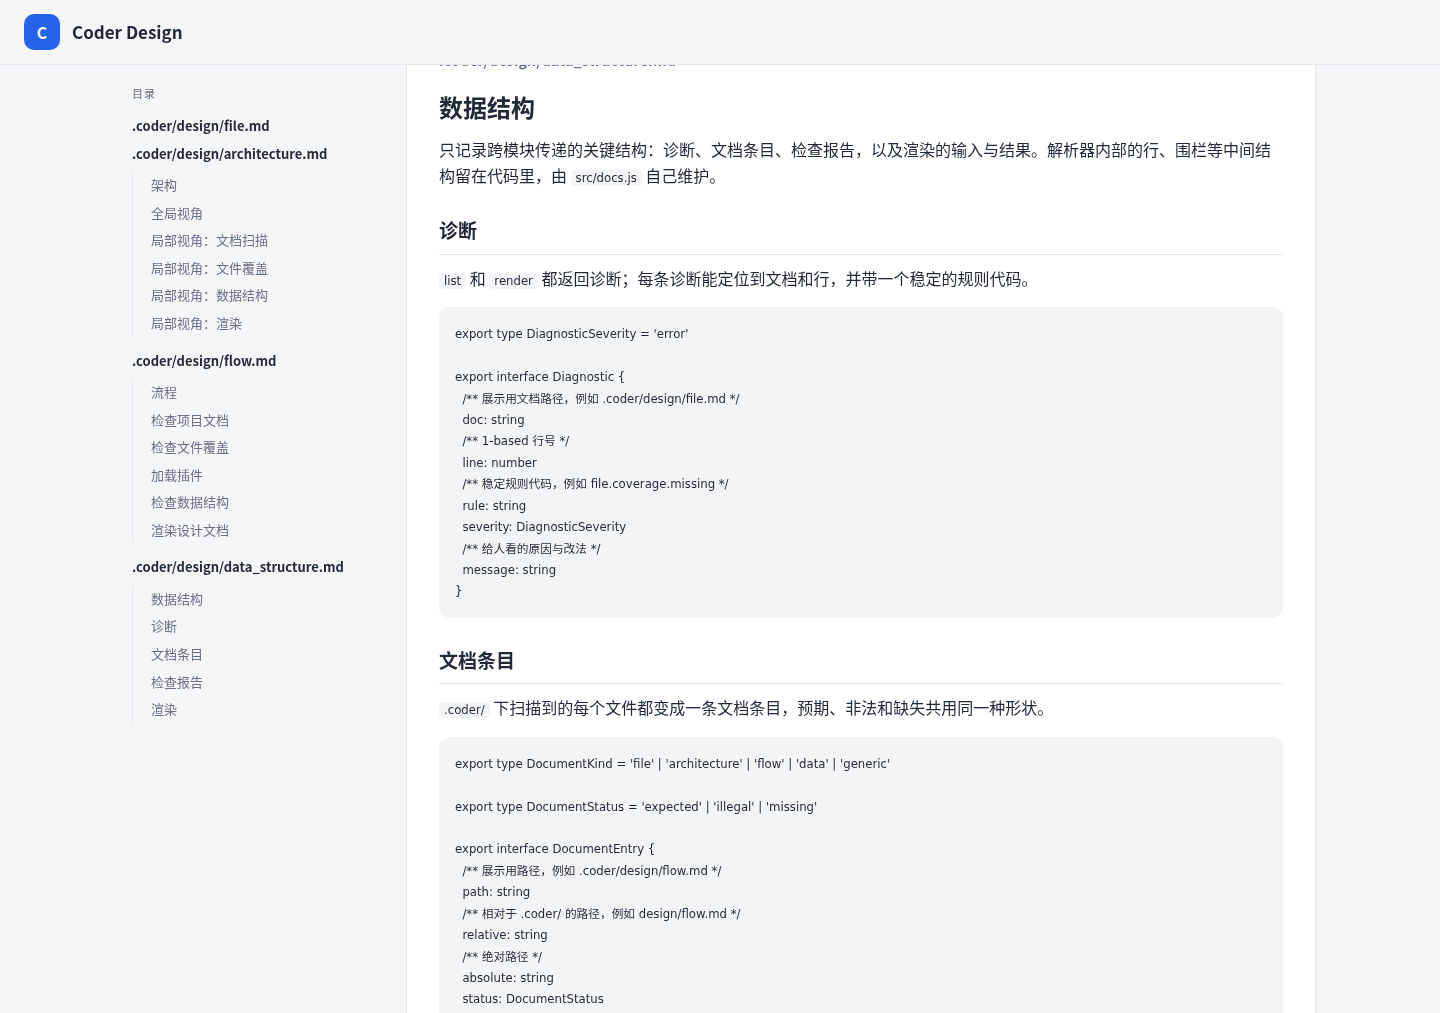 C
Coder Design
目录
.coder/design/file.md
.coder/design/architecture.md
架构
全局视角
局部视角：文档扫描
局部视角：文件覆盖
局部视角：数据结构
局部视角：渲染
.coder/design/flow.md
流程
检查项目文档
检查文件覆盖
加载插件
检查数据结构
渲染设计文档
.coder/design/data_structure.md
数据结构
诊断
文档条目
检查报告
渲染
.coder/design/data_structure.md
数据结构
只记录跨模块传递的关键结构：诊断、文档条目、检查报告，以及渲染的输入与结果。解析器内部的行、围栏等中间结
构留在代码里，由 src/docs.js 自己维护。
诊断
list 和 render 都返回诊断；每条诊断能定位到文档和行，并带一个稳定的规则代码。
export type DiagnosticSeverity = 'error'
export interface Diagnostic {
/** 展示用文档路径，例如 .coder/design/file.md */
doc: string
/** 1-based 行号 */
line: number
/** 稳定规则代码，例如 file.coverage.missing */
rule: string
severity: DiagnosticSeverity
/** 给人看的原因与改法 */
message: string
}
文档条目
.coder/ 下扫描到的每个文件都变成一条文档条目，预期、非法和缺失共用同一种形状。
export type DocumentKind = 'file' | 'architecture' | 'flow' | 'data' | 'generic'
export type DocumentStatus = 'expected' | 'illegal' | 'missing'
export interface DocumentEntry {
/** 展示用路径，例如 .coder/design/flow.md */
path: string
/** 相对于 .coder/ 的路径，例如 design/flow.md */
relative: string
/** 绝对路径 */
absolute: string
status: DocumentStatus